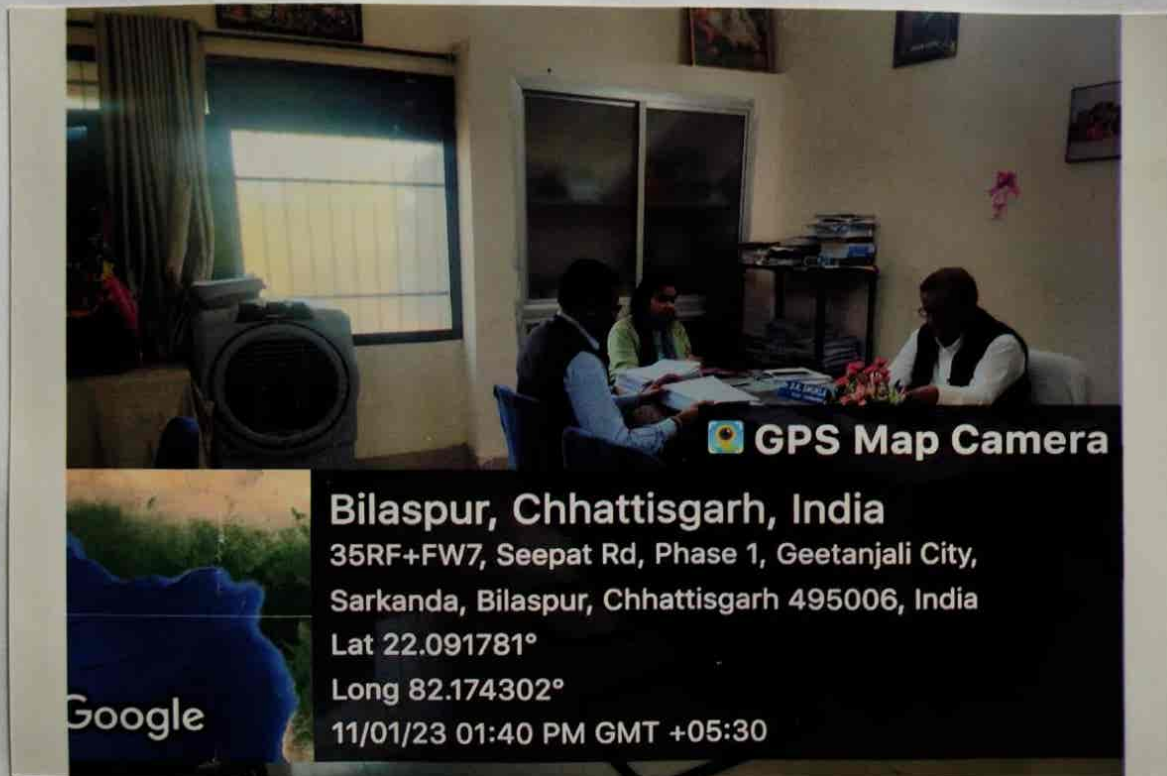 GPS Map Camera
Bilaspur, Chhattisgarh, India
35RF+FW7, Seepat Rd, Phase 1, Geetanjali City,
Sarkanda, Bilaspur, Chhattisgarh 495006, India
Lat 22.091781°
Long 82.174302°
11/01/23 01:40 PM GMT +05:30
Google